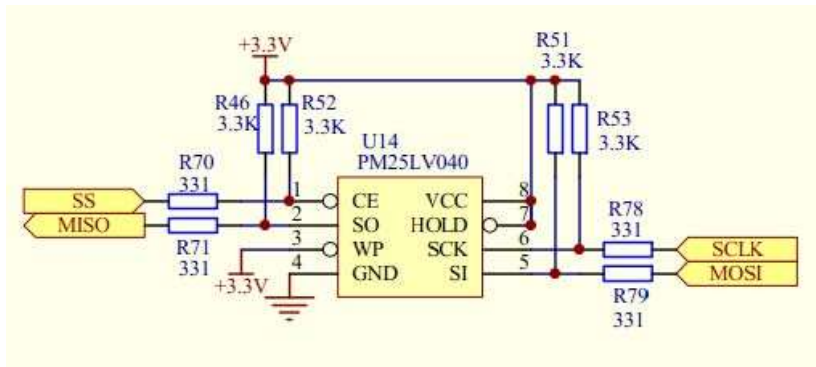 +3.3V
R51
3.3K
R46
3.3K
R52
3.3K
R53
3.3K
U14
PM25LV040
R70
331
SS
1
CE
VCC
8
MISO
2
SO
HOLD
7
R78
331
R71
331
3
WP
SCK
6
SCLK
+3.3V
4
GND
SI
5
MOSI
R79
331